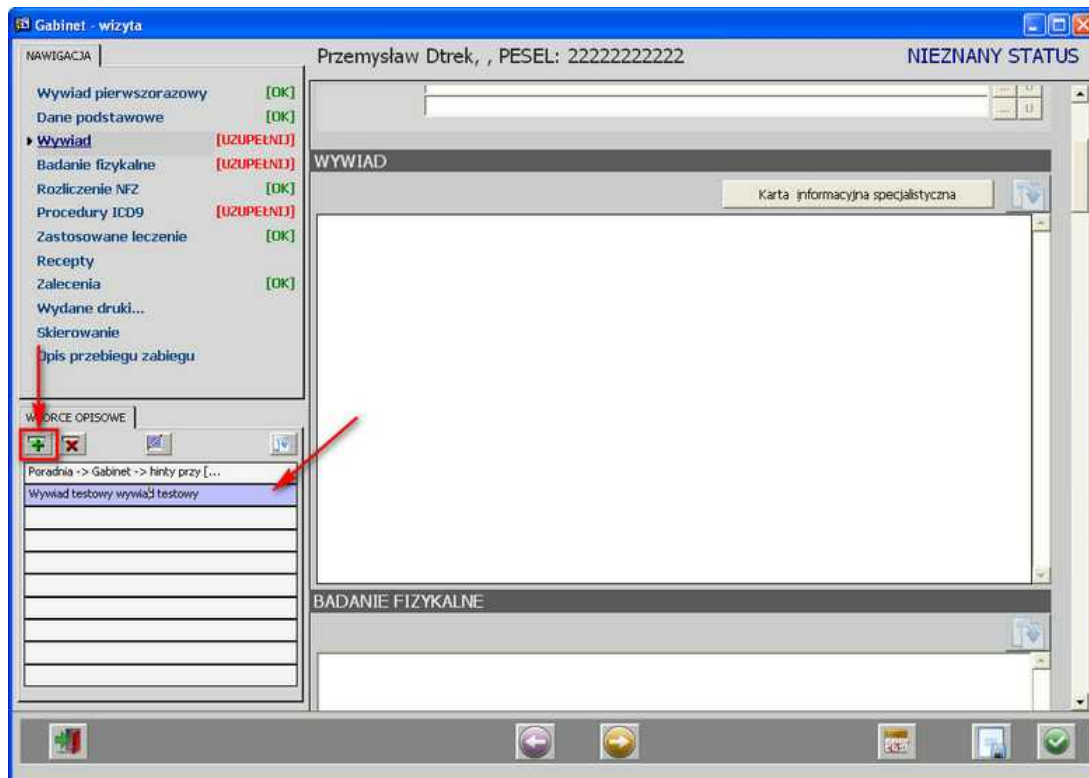 Gabinet - wizyta
NAWIGACJA
Przemysław Dtrek, , PESEL: 22222222222
NIEZNANY STATUS
Wywiad pierwszorazowy [OK]
Dane podstawowe [OK]
Wywiad [UZUPEŁNIJ]
Badanie fizykalne [UZUPEŁNIJ]
Rozliczenie NFZ [OK]
Procedury ICD9 [UZUPEŁNIJ]
Zastosowane leczenie [OK]
Recepty
Zalecenia [OK]
Wydane druki...
Skierowanie
Opis przebiegu zabiegu
WZORCE OPISOWE
Poradnia -> Gabinet -> hinty przy [...
Wywiad testowy wywiad testowy
... U
... U
WYWIAD
Karta informacyjna specjalistyczna
BADANIE FIZYKALNE